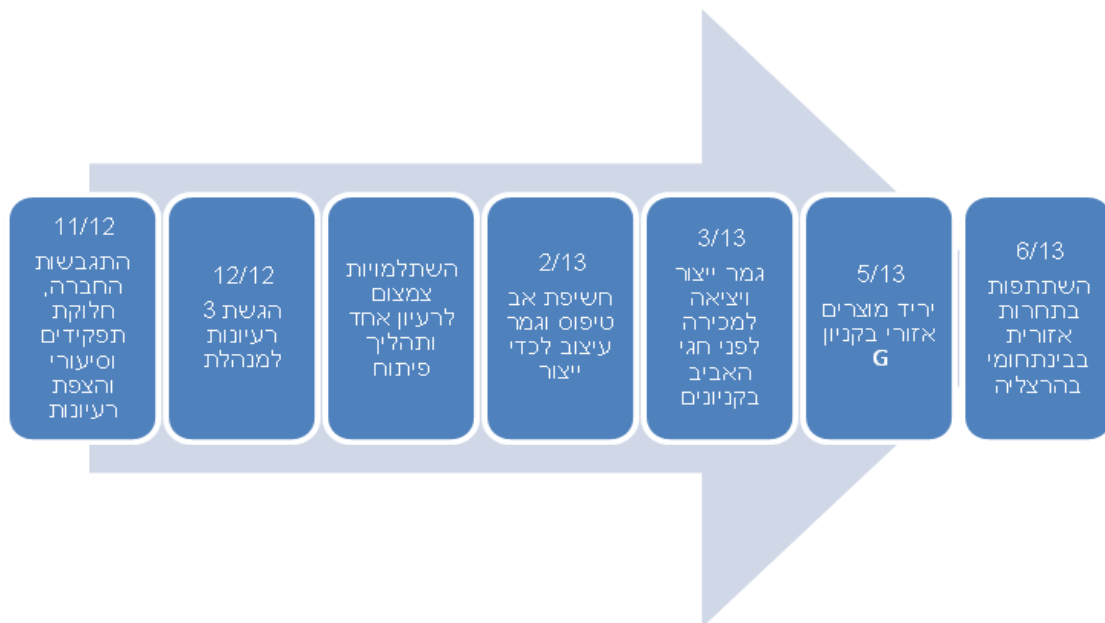 11/12
התגבשות
החברה,
חלוקת
תפקידים
וסיעורי
והצפת
רעיונות
12/12
הגשת 3
רעיונות
למנהלת
השתלמויות
צמצום
לרעיון אחד
ותהליך
פיתוח
2/13
חשיפת אב
טיפוס וגמר
עיצוב לכדי
ייצור
3/13
גמר ייצור
ויציאה
למכירה
לפני חגי
האביב
בקניונים
5/13
יריד מוצרים
אזורי בקניון
G
6/13
השתתפות
בתחרות
אזורית
בבינתחומי
בהרצליה